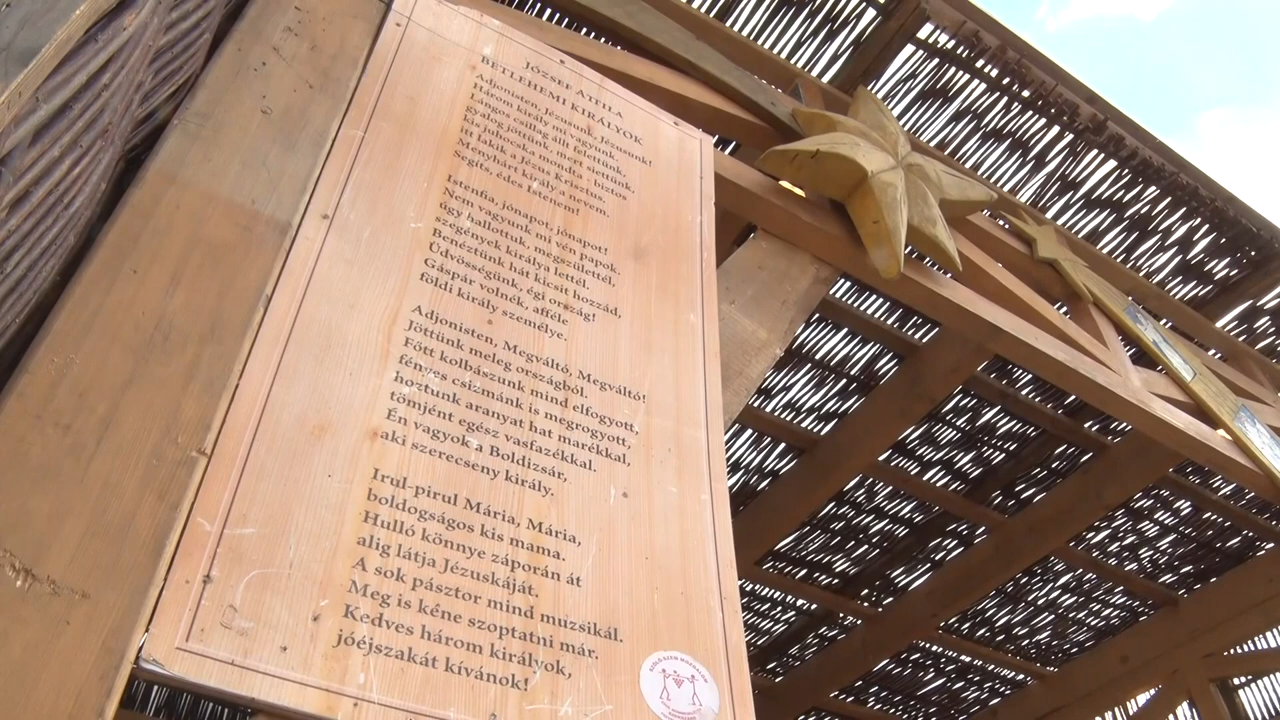 JÓZSEF ATTILA
BETLEHEMI KIRÁLYOK
Adjonisten, Jézusunk, Jézusunk!
Három király mi vagyunk.
Lángos csillag állt felettünk,
gyalog jöttünk, mert siettünk,
kis juhocska mondta - biztos
itt lakik a Jézus Krisztus.
Menyhárt király a nevem.
Segíts, édes Istenem!
Istenfia, jónapot, jónapot!
Nem vagyunk mi vén papok.
Úgy hallottuk, megszülettél,
szegények királya lettél.
Benéztünk hát kicsit hozzád,
Üdvösségünk, égi ország!
Gáspár volnék, afféle
földi király személye.
Adjonisten, Megváltó, Megváltó!
Jöttünk meleg országból.
Főtt kolbászunk mind elfogyott,
fényes csizmánk is megrogyott,
hoztunk aranyat hat marékkal,
tömjént egész vasfazékkal.
Én vagyok a Boldizsár,
aki szerecseny király.
Irul-pirul Mária, Mária,
boldogságos kis mama.
Hulló könnye záporán át
alig látja Jézuskáját.
A sok pásztor mind muzsikál.
Meg is kéne szoptatni már.
Kedves három királyok,
jóéjszakát kívánok!